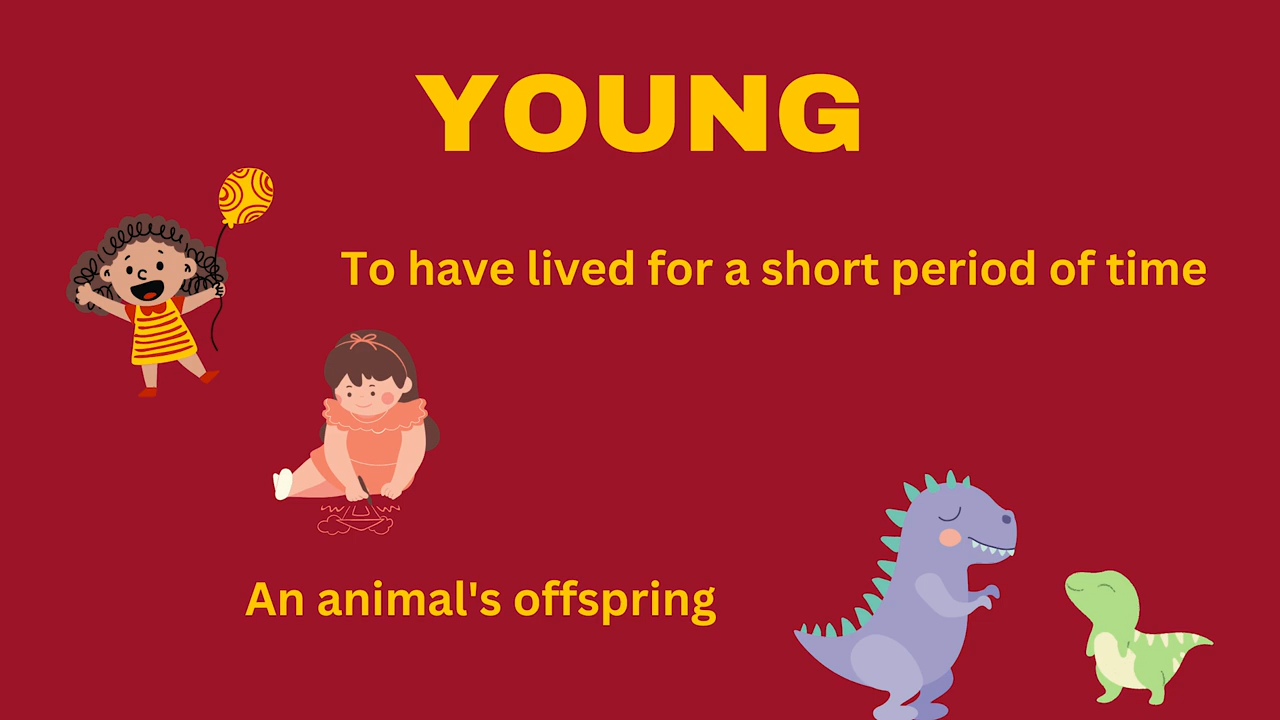 YOUNG
To have lived for a short period of time
An animal's offspring